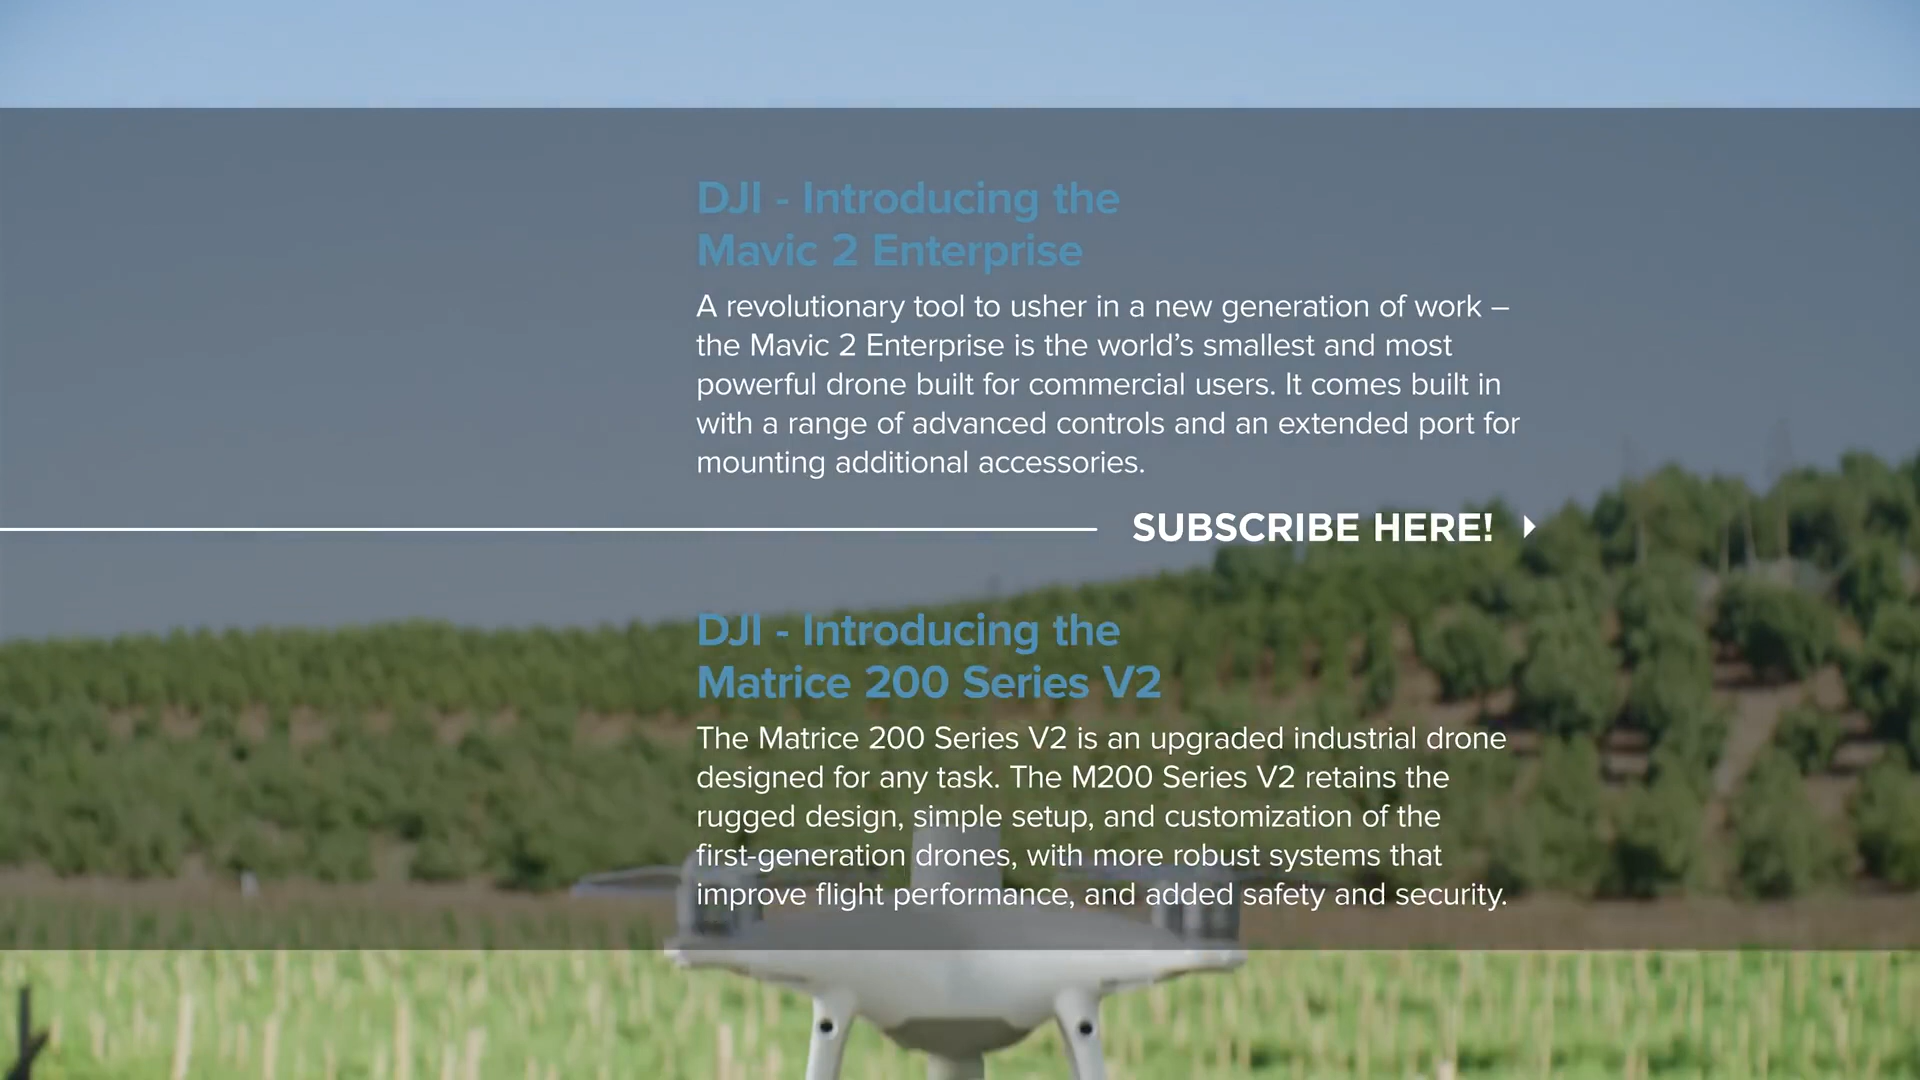 DJI - Introducing the
Mavic 2 Enterprise
A revolutionary tool to usher in a new generation of work –
the Mavic 2 Enterprise is the world’s smallest and most
powerful drone built for commercial users. It comes built in
with a range of advanced controls and an extended port for
mounting additional accessories.
SUBSCRIBE HERE!
DJI - Introducing the
Matrice 200 Series V2
The Matrice 200 Series V2 is an upgraded industrial drone
designed for any task. The M200 Series V2 retains the
rugged design, simple setup, and customization of the
first-generation drones, with more robust systems that
improve flight performance, and added safety and security.